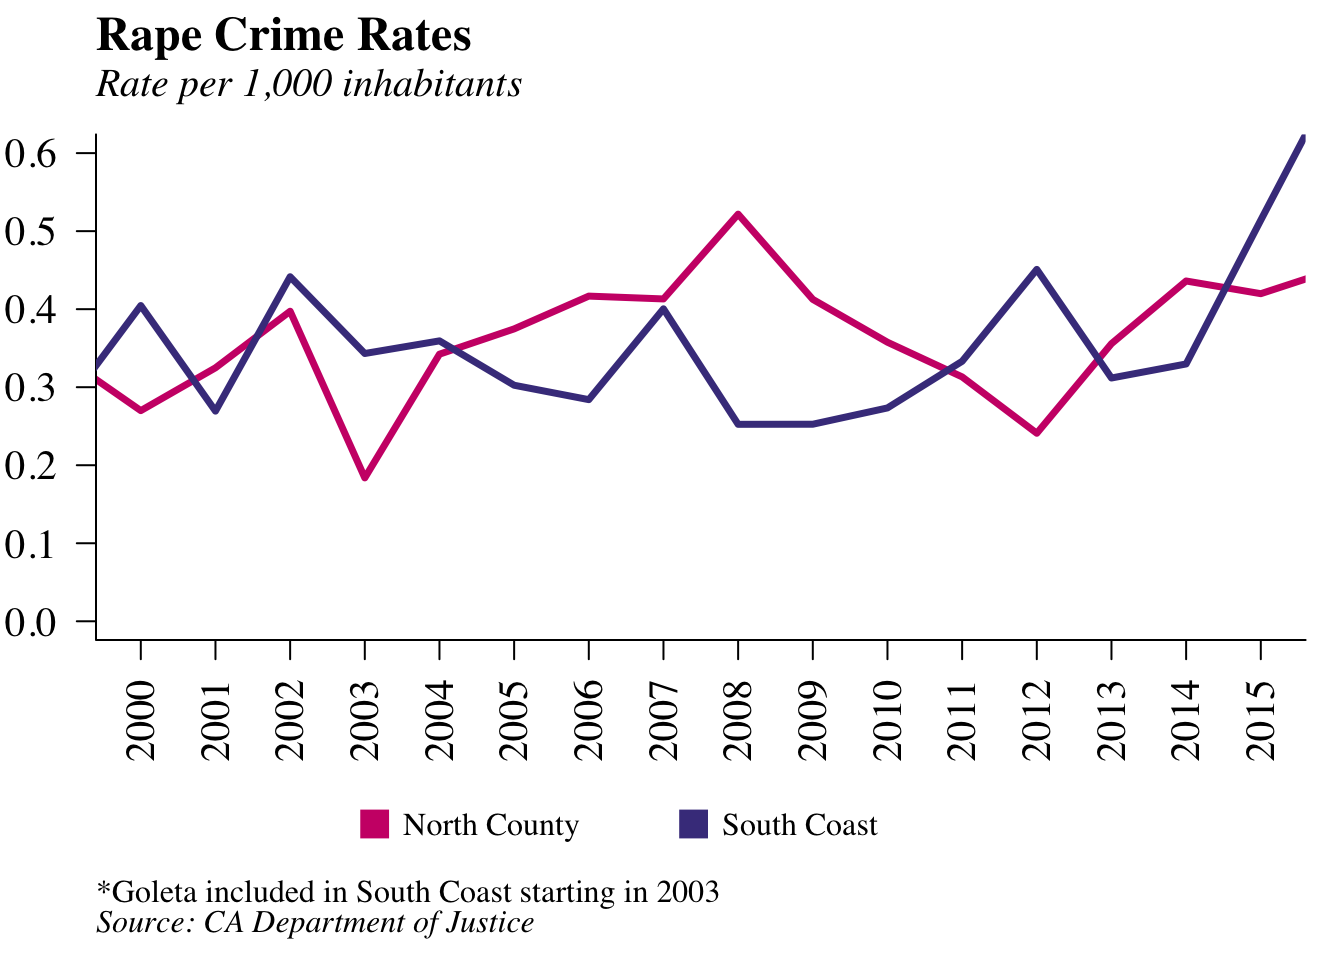 Rape Crime Rates
Rate per 1,000 inhabitants
0.6
0.5
0.4
0.3
0.2
0.1
0.0
2000 2001 2002 2003 2004 2005 2006 2007 2008 2009 2010 2011 2012 2013 2014 2015
North County South Coast
*Goleta included in South Coast starting in 2003
Source: CA Department of Justice